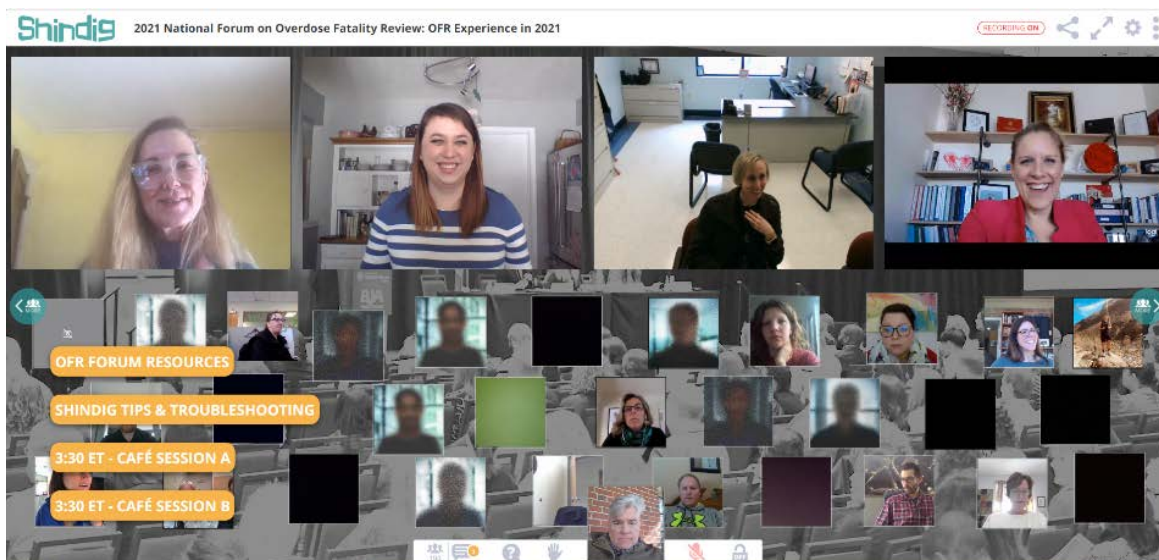 Shindig
2021 National Forum on Overdose Fatality Review: OFR Experience in 2021
RECORDING ON
OFR FORUM RESOURCES
SHINDIG TIPS & TROUBLESHOOTING
3:30 ET - CAFÉ SESSION A
3:30 ET - CAFÉ SESSION B